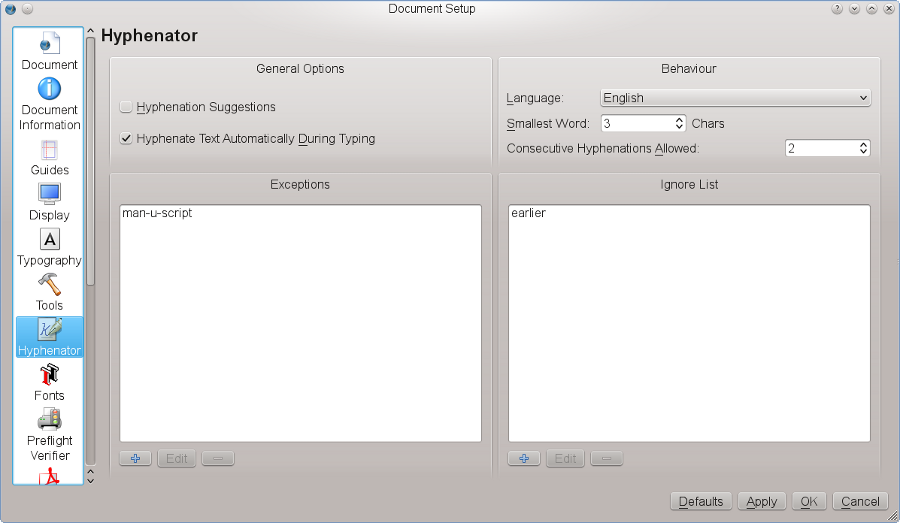 Document Setup
Document
Document
Information
Guides
Display
Typography
Tools
Hyphenator
Fonts
Preflight
Verifier
Hyphenator
General Options
Hyphenation Suggestions
Hyphenate Text Automatically During Typing
Behaviour
Language: English
Smallest Word: 3 Chars
Consecutive Hyphenations Allowed: 2
Exceptions
man-u-script
Edit
Ignore List
earlier
Edit
Defaults Apply OK Cancel